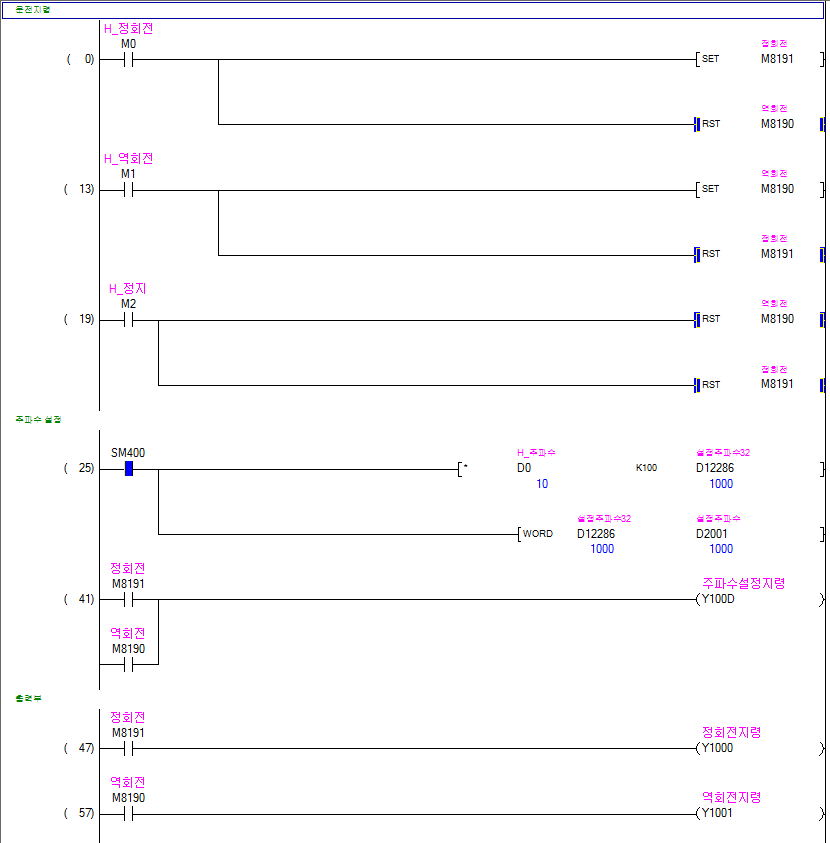 운전지령
H_정회전
M0
정회전
( 0) SET M8191
역회전
RST M8190
H_역회전
M1
역회전
( 13) SET M8190
정회전
RST M8191
H_정지
M2
역회전
( 19) RST M8190
정회전
RST M8191
주파수 설정
SM400
H_주파수 설정주파수32
( 25) * D0 K100 D12286
10 1000
설정주파수32 설정주파수
WORD D12286 D2001
1000 1000
정회전
M8191
주파수설정지령
( 41) Y100D
역회전
M8190
출력부
정회전
M8191
정회전지령
( 47) Y1000
역회전
M8190
역회전지령
( 57) Y1001